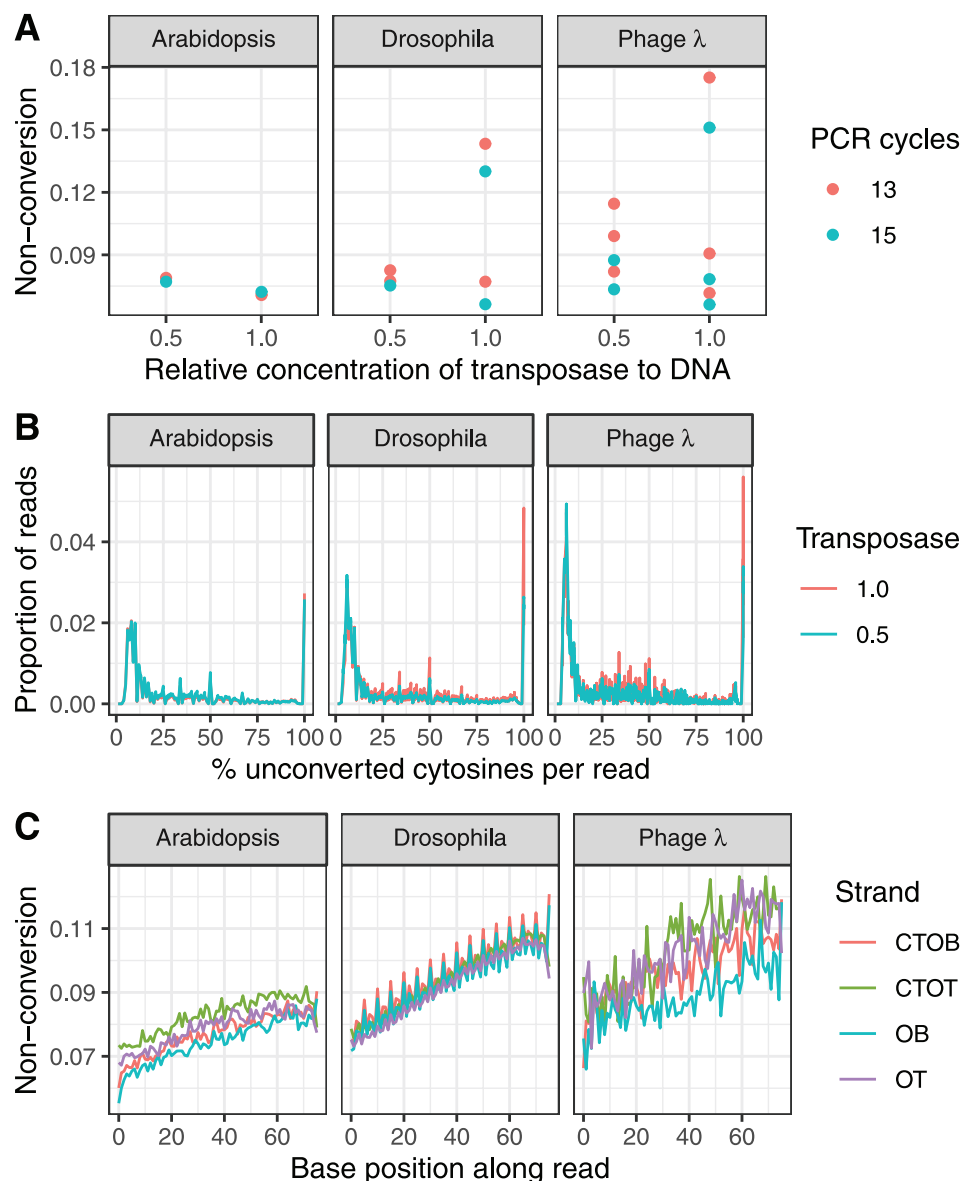 A
Arabidopsis
Drosophila
Phage λ
Non−conversion
0.18
0.15
0.12
0.09
0.5
1.0
0.5
1.0
0.5
1.0
Relative concentration of transposase to DNA
PCR cycles
13
15
B
Arabidopsis
Drosophila
Phage λ
Proportion of reads
0.04
0.02
0.00
0 25 50 75 100
0 25 50 75 100
0 25 50 75 100
% unconverted cytosines per read
Transposase
1.0
0.5
C
Arabidopsis
Drosophila
Phage λ
Non−conversion
0.11
0.09
0.07
0 20 40 60
0 20 40 60
0 20 40 60
Base position along read
Strand
CTOB
CTOT
OB
OT